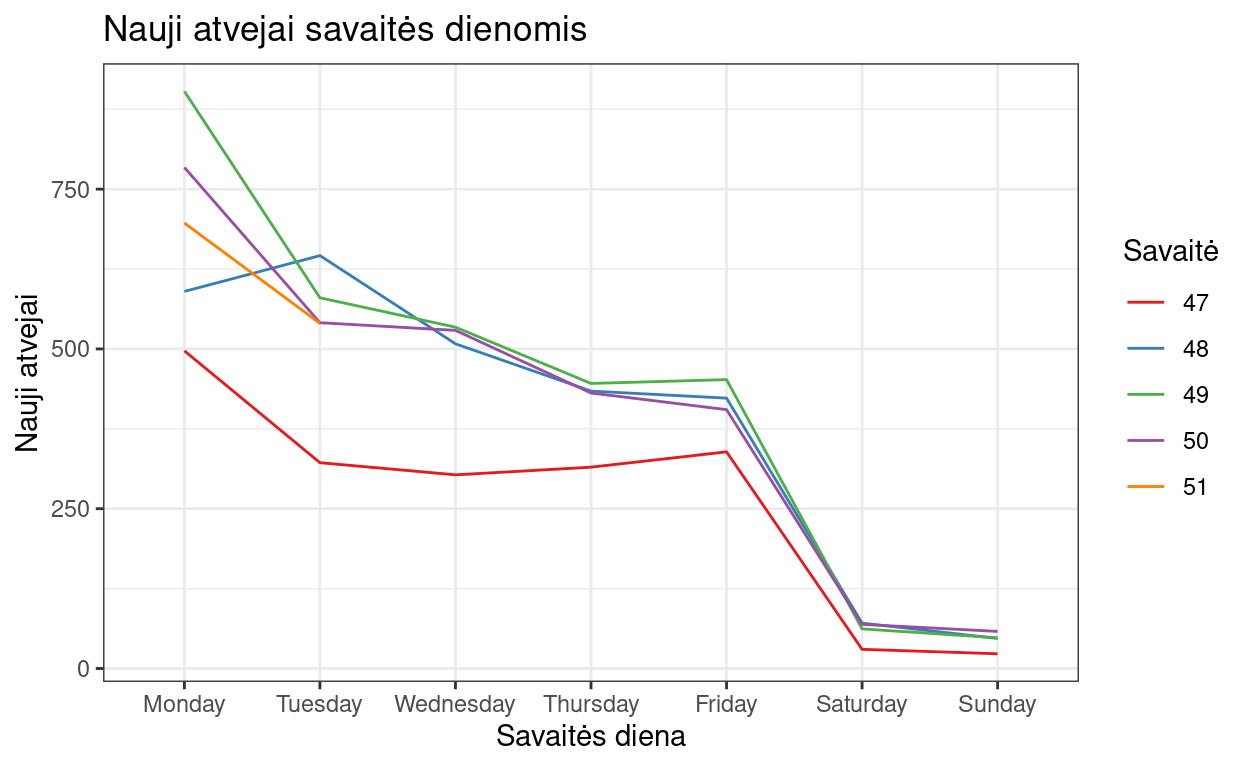 Nauji atvejai savaitės dienomis
Nauji atvejai
750
500
250
0
Monday Tuesday Wednesday Thursday Friday Saturday Sunday
Savaitės diena
Savaitė
47
48
49
50
51